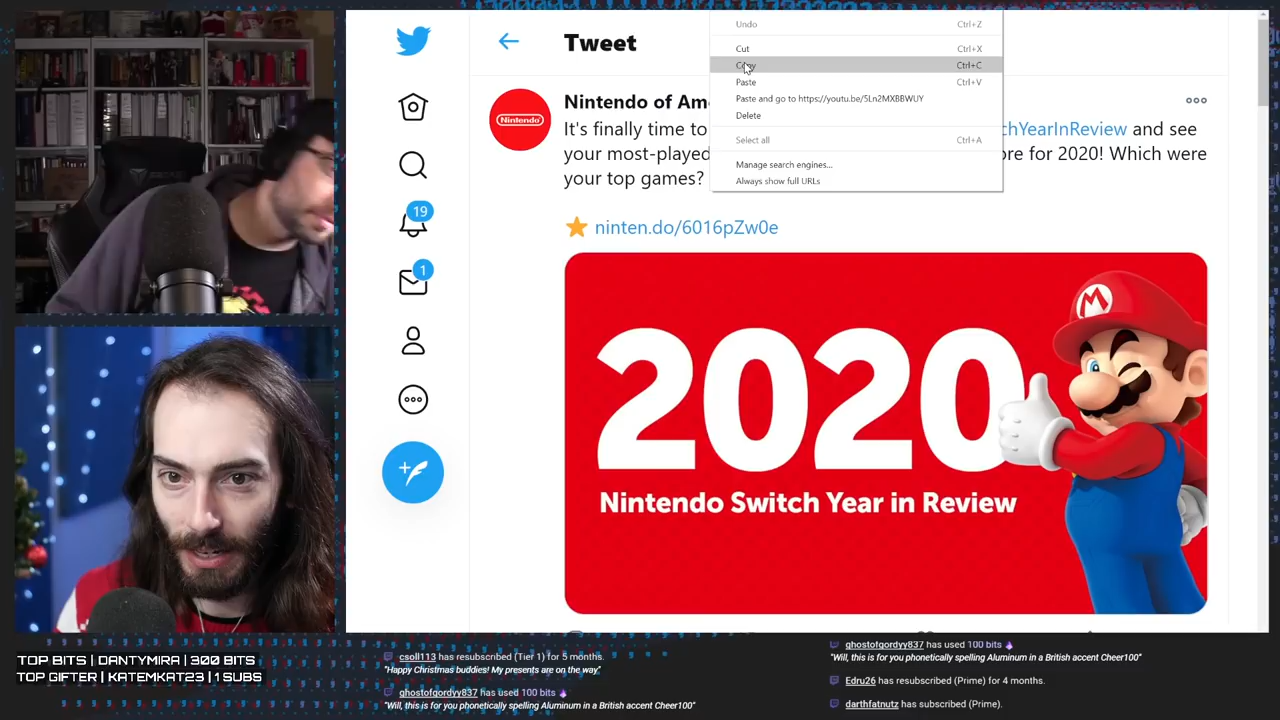 Tweet
Undo Ctrl+Z
Cut Ctrl+X
Copy Ctrl+C
Paste Ctrl+V
Paste and go to https://youtu.be/5Ln2MXBBWUY
Delete
Select all Ctrl+A
Manage search engines...
Always show full URLs
Nintendo
Nintendo of Am
It's finally time to chYearInReview and see
your most-played ore for 2020! Which were
your top games?
ninten.do/6016pZw0e
19
1
M
2020
Nintendo Switch Year in Review
TOP BITS | DANTYMIRA | 300 BITS
TOP GIFTER | KATEMKAT23 | 1 SUBS
csoll113 has resubscribed (Tier 1) for 5 months.
"Happy Christmas buddies! My presents are on the way."
ghostofgordyy837 has used 100 bits
"Will, this is for you phonetically spelling Aluminum in a British accent Cheer100"
ghostofgordyy837 has used 100 bits
"Will, this is for you phonetically spelling Aluminum in a British accent Cheer100"
Edru26 has resubscribed (Prime) for 4 months.
darthfatnutz has subscribed (Prime).